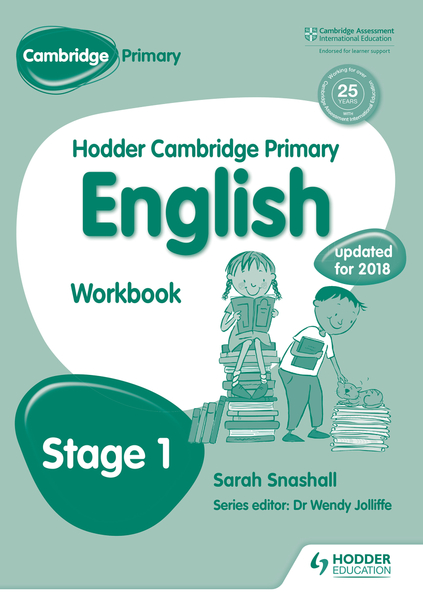 Cambridge Primary
Cambridge Assessment
International Education
Endorsed for learner support
Working for over
25
YEARS
WITH
Cambridge Assessment International Education
Hodder Cambridge Primary
English
updated
for 2018
Workbook
Stage 1
Sarah Snashall
Series editor: Dr Wendy Jolliffe
HODDER
EDUCATION